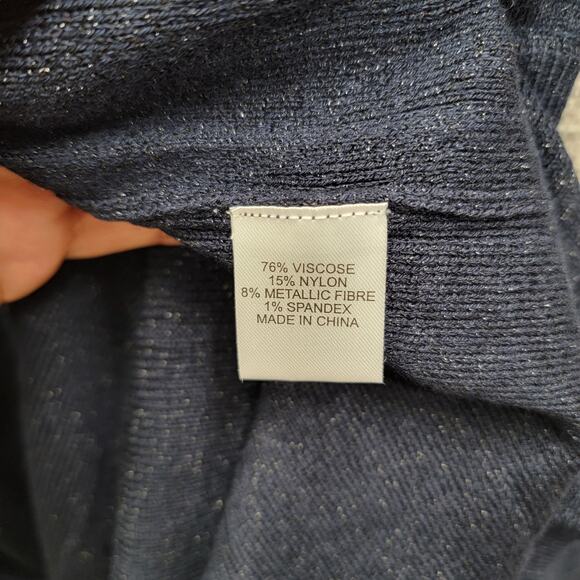 76% VISCOSE
15% NYLON
8% METALLIC FIBRE
1% SPANDEX
MADE IN CHINA